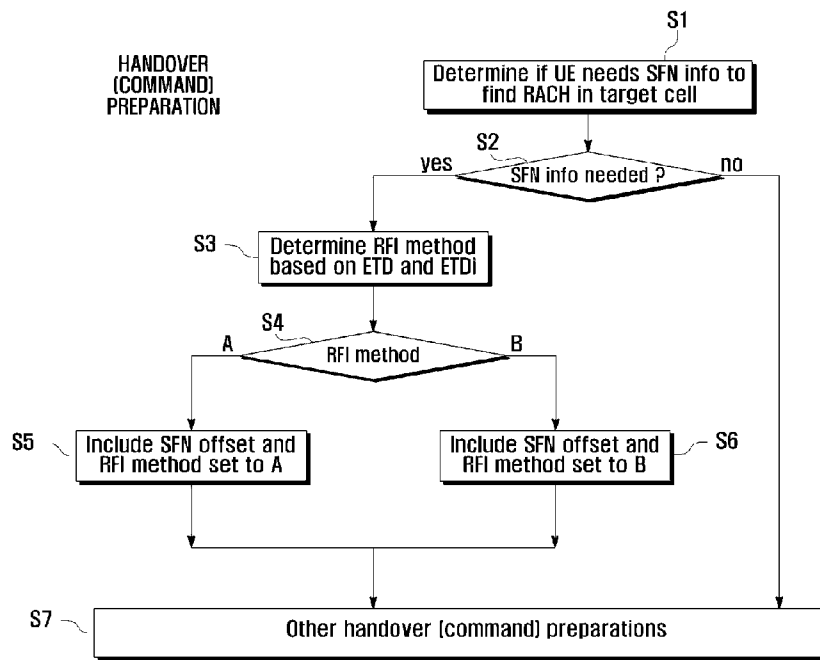 S1
HANDOVER
(COMMAND)
PREPARATION
Determine if UE needs SFN info to
find RACH in target cell
S2
yes
SFN info needed ?
no
S3
Determine RFI method
based on ETD and ETDi
S4
A
RFI method
B
S5
Include SFN offset and
RFI method set to A
Include SFN offset and
RFI method set to B
S6
S7
Other handover (command) preparations